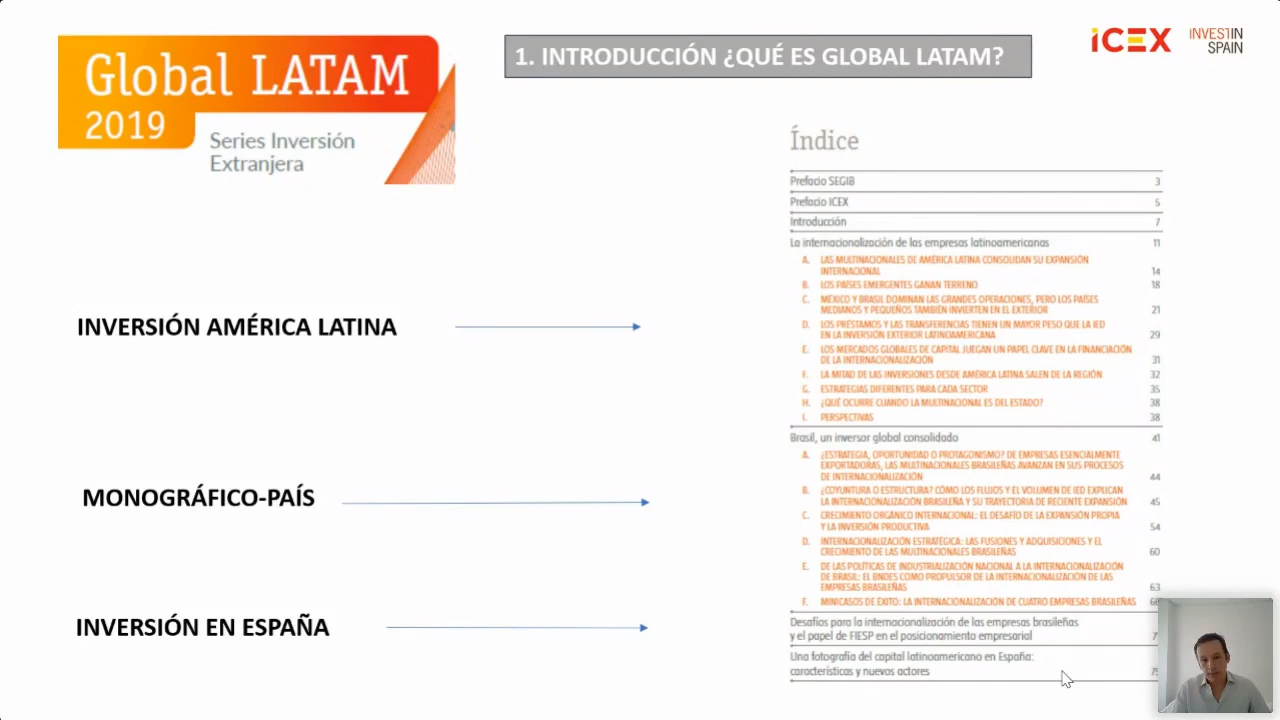 Global LATAM
2019
Series Inversión
Extranjera
1. INTRODUCCIÓN ¿QUÉ ES GLOBAL LATAM?
ICEX
INVESTIN
SPAIN
INVERSIÓN AMÉRICA LATINA
MONOGRÁFICO-PAÍS
INVERSIÓN EN ESPAÑA
Índice
Prefacio SEGIB 3
Prefacio ICEX 5
Introducción 7
La internacionalización de las empresas latinoamericanas 11
A. LAS MULTINACIONALES DE AMÉRICA LATINA CONSOLIDAN SU EXPANSIÓN
INTERNACIONAL 14
B. LOS PAÍSES EMERGENTES GANAN TERRENO 18
C. MÉXICO Y BRASIL DOMINAN LAS GRANDES OPERACIONES, PERO LOS PAÍSES
MEDIANOS Y PEQUEÑOS TAMBIÉN INVIERTEN EN EL EXTERIOR 21
D. LOS PRÉSTAMOS Y LAS TRANSFERENCIAS TIENEN UN MAYOR PESO QUE LA IED
EN LA INVERSIÓN EXTERIOR LATINOAMERICANA 29
E. LOS MERCADOS GLOBALES DE CAPITAL JUEGAN UN PAPEL CLAVE EN LA FINANCIACIÓN
DE LA INTERNACIONALIZACIÓN 31
F. LA MITAD DE LAS INVERSIONES DESDE AMÉRICA LATINA SALEN DE LA REGIÓN 32
G. ESTRATEGIAS DIFERENTES PARA CADA SECTOR 35
H. ¿QUÉ OCURRE CUANDO LA MULTINACIONAL ES DEL ESTADO? 38
I. PERSPECTIVAS 38
Brasil, un inversor global consolidado 41
A. ¿ESTRATEGIA, OPORTUNIDAD O PROTAGONISMO? DE EMPRESAS ESENCIALMENTE
EXPORTADORAS, LAS MULTINACIONALES BRASILEÑAS AVANZAN EN SUS PROCESOS
DE INTERNACIONALIZACIÓN 44
B. ¿COYUNTURA O ESTRUCTURA? CÓMO LOS FLUJOS Y EL VOLUMEN DE IED EXPLICAN
LA INTERNACIONALIZACIÓN BRASILEÑA Y SU TRAYECTORIA DE RECIENTE EXPANSIÓN 45
C. CRECIMIENTO ORGÁNICO INTERNACIONAL: EL DESAFÍO DE LA EXPANSIÓN PROPIA
Y LA INVERSIÓN PRODUCTIVA 54
D. INTERNACIONALIZACIÓN ESTRATÉGICA: LAS FUSIONES Y ADQUISICIONES Y EL
CRECIMIENTO DE LAS MULTINACIONALES BRASILEÑAS 60
E. DE LAS POLÍTICAS DE INDUSTRIALIZACIÓN NACIONAL A LA INTERNACIONALIZACIÓN
DE BRASIL: EL BNDES COMO PROPULSOR DE LA INTERNACIONALIZACIÓN DE LAS
EMPRESAS BRASILEÑAS 63
F. MINICASOS DE ÉXITO: LA INTERNACIONALIZACIÓN DE CUATRO EMPRESAS BRASILEÑAS
Desafíos para la internacionalización de las empresas brasileñas
y el papel de FIESP en el posicionamiento empresarial
Una fotografía del capital latinoamericano en España:
características y nuevos actores